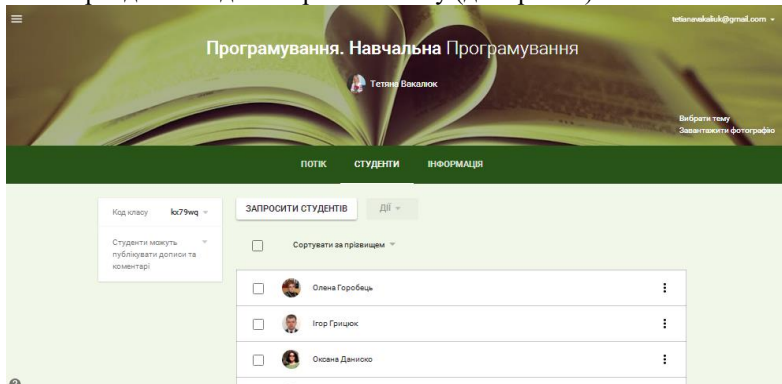 tetianavakaliuk@gmail.com
Програмування. Навчальна Програмування
Тетяна Вакалюк
Вибрати тему
Завантажити фотографію
ПОТІК СТУДЕНТИ ІНФОРМАЦІЯ
Код класу kx79wq
ЗАПРОСИТИ СТУДЕНТІВ ДІЇ
Студенти можуть
публікувати дописи та
коментарі
Сортувати за прізвищем
Олена Горобець
Ігор Грицюк
Оксана Даниско